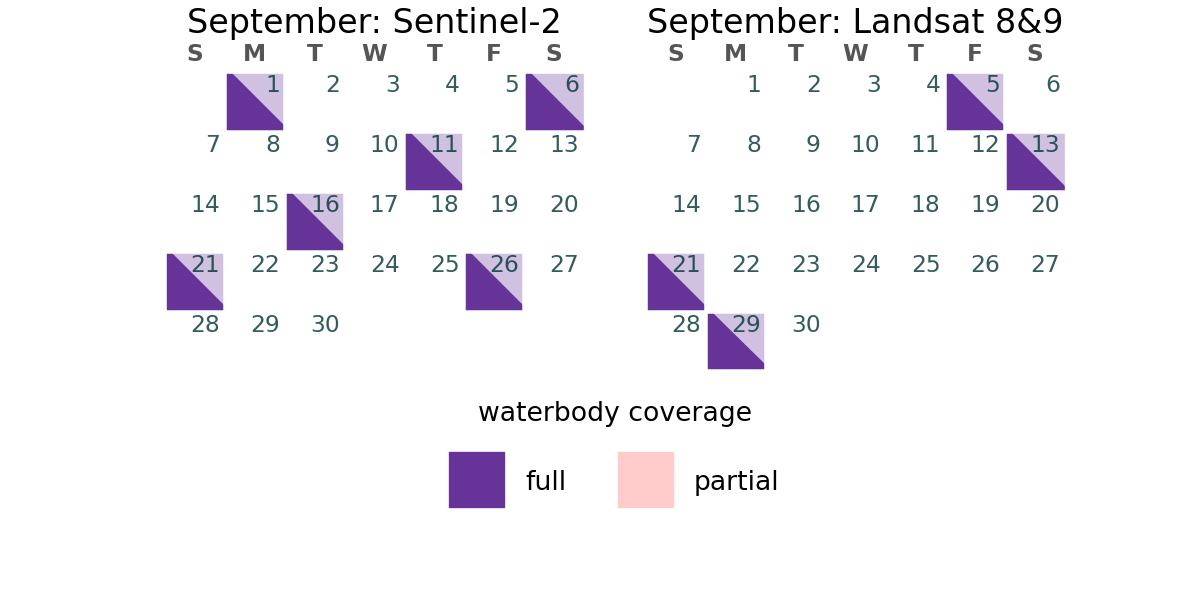 September: Sentinel-2
S M T W T F S
1 2 3 4 5 6
7 8 9 10 11 12 13
14 15 16 17 18 19 20
21 22 23 24 25 26 27
28 29 30
September: Landsat 8&9
S M T W T F S
1 2 3 4 5 6
7 8 9 10 11 12 13
14 15 16 17 18 19 20
21 22 23 24 25 26 27
28 29 30
waterbody coverage
full partial